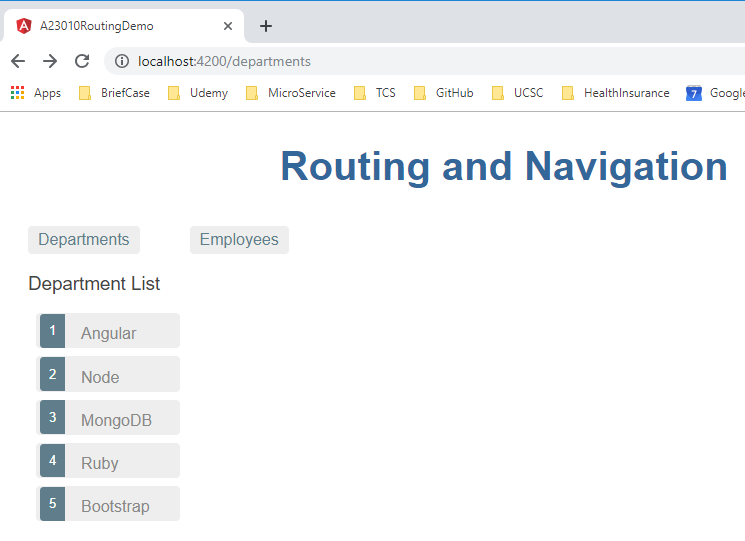 A23010RoutingDemo
localhost:4200/departments
Apps BriefCase Udemy MicroService TCS GitHub UCSC HealthInsurance 7 Google
Routing and Navigation
Departments Employees
Department List
1 Angular
2 Node
3 MongoDB
4 Ruby
5 Bootstrap